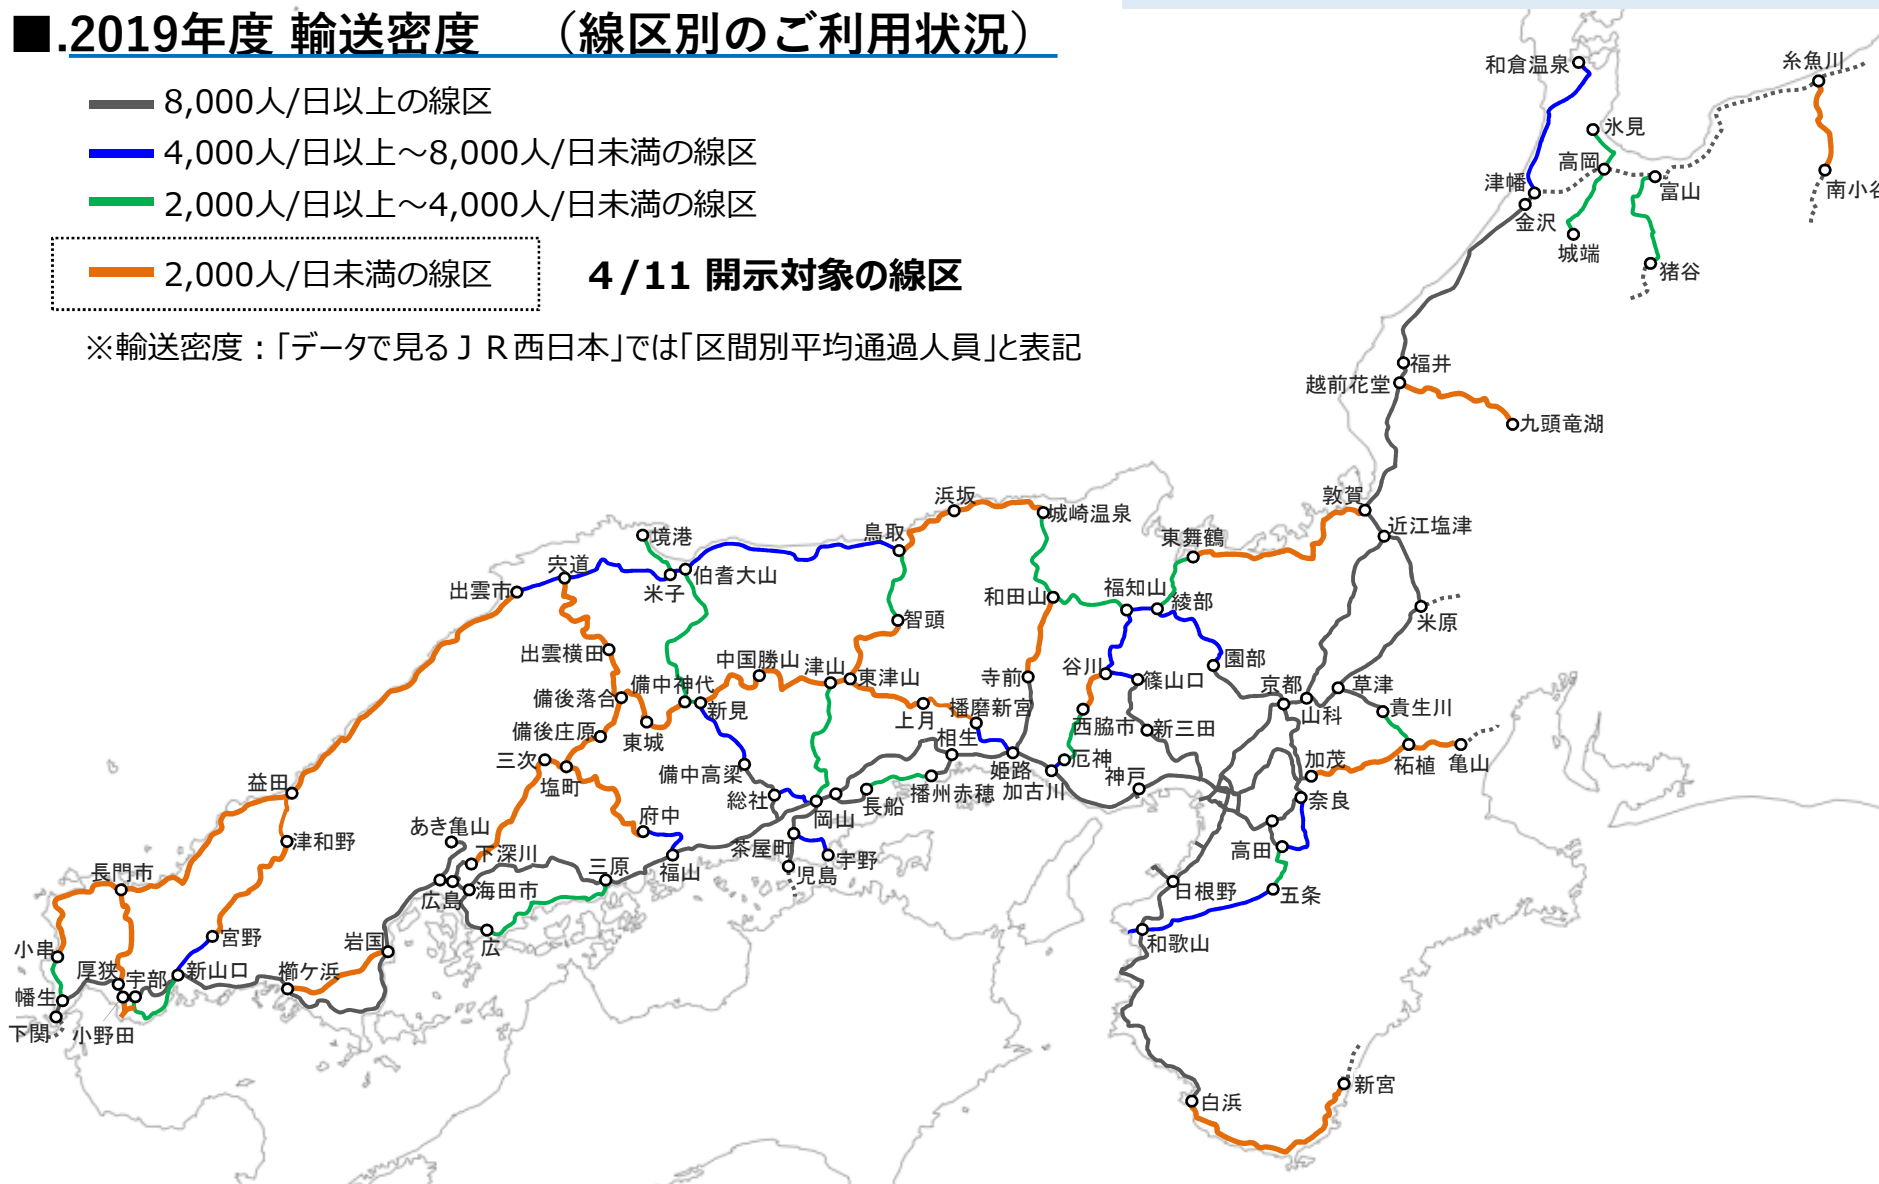 ■.2019年度 輸送密度 （線区別のご利用状況）
8,000人/日以上の線区
4,000人/日以上～8,000人/日未満の線区
2,000人/日以上～4,000人/日未満の線区
2,000人/日未満の線区
4/11 開示対象の線区
※輸送密度：「データで見るＪＲ西日本」では「区間別平均通過人員」と表記
和倉温泉
糸魚川
氷見
高岡
津幡
富山
南小谷
金沢
城端
猪谷
福井
越前花堂
九頭竜湖
浜坂
敦賀
城崎温泉
近江塩津
鳥取
東舞鶴
境港
宍道
伯耆大山
出雲市
米子
和田山
福知山
綾部
米原
智頭
出雲横田
中国勝山
津山
東津山
寺前
谷川
篠山口
園部
備中神代
備後落合
新見
京都
山科
草津
貴生川
上月
播磨新宮
西脇市
新三田
備後庄原
東城
相生
三次
塩町
備中高梁
姫路
厄神
神戸
加茂
柘植
亀山
益田
総社
播州赤穂
加古川
奈良
長船
岡山
府中
あき亀山
津和野
下深川
茶屋町
宇野
児島
高田
長門市
三原
福山
海田市
広島
日根野
五条
小串
宮野
岩国
広
和歌山
厚狭
宇部
新山口
櫛ケ浜
幡生
下関
小野田
新宮
白浜